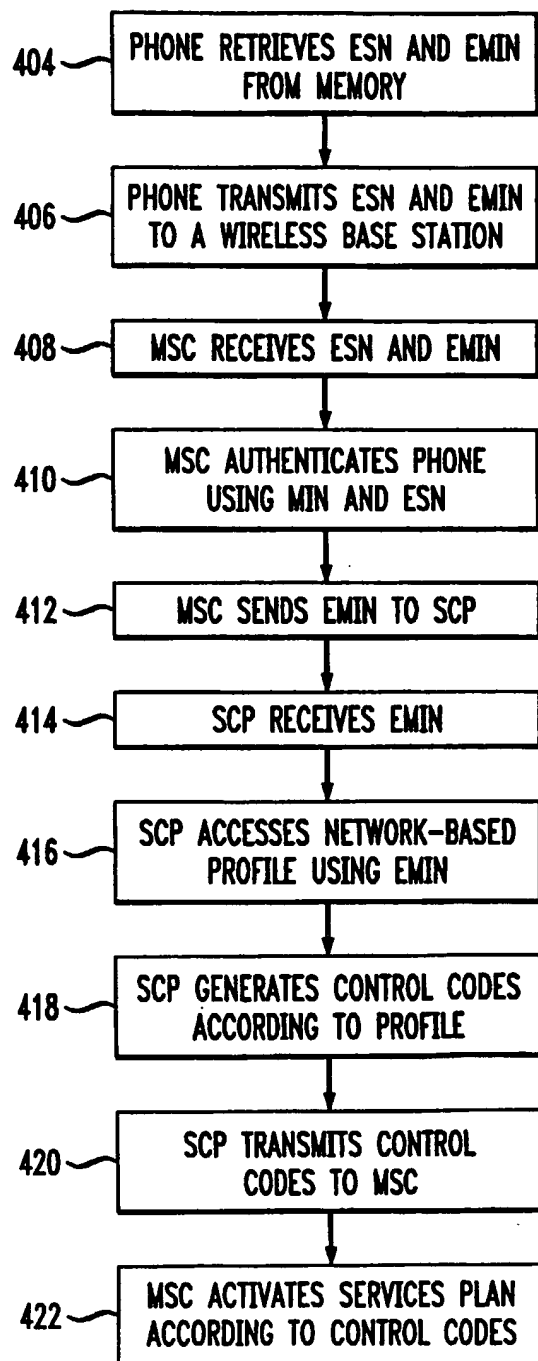 404
PHONE RETRIEVES ESN AND EMIN
FROM MEMORY
406
PHONE TRANSMITS ESN AND EMIN
TO A WIRELESS BASE STATION
408
MSC RECEIVES ESN AND EMIN
410
MSC AUTHENTICATES PHONE
USING MIN AND ESN
412
MSC SENDS EMIN TO SCP
414
SCP RECEIVES EMIN
416
SCP ACCESSES NETWORK-BASED
PROFILE USING EMIN
418
SCP GENERATES CONTROL CODES
ACCORDING TO PROFILE
420
SCP TRANSMITS CONTROL
CODES TO MSC
422
MSC ACTIVATES SERVICES PLAN
ACCORDING TO CONTROL CODES